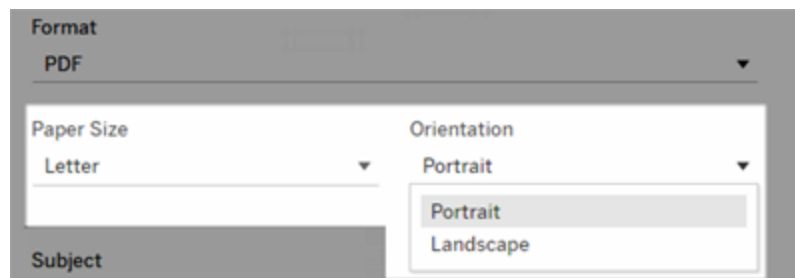 Format
PDF
Paper Size
Orientation
Letter
Portrait
Portrait
Landscape
Subject